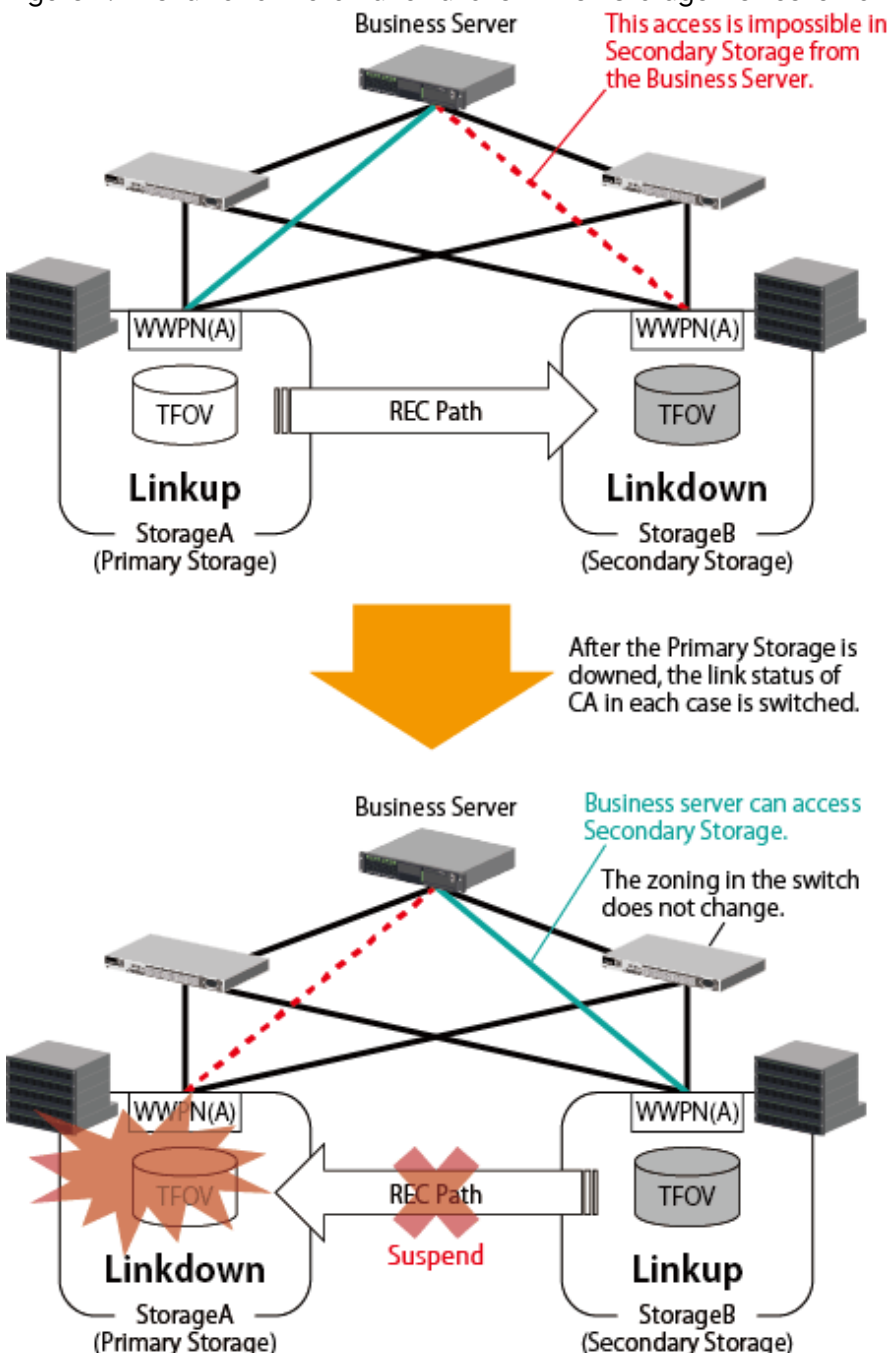 Business Server
This access is impossible in
Secondary Storage from
the Business Server.
WWPN(A)
WWPN(A)
TFOV
REC Path
TFOV
Linkup
Linkdown
StorageA
(Primary Storage)
StorageB
(Secondary Storage)
After the Primary Storage is
downed, the link status of
CA in each case is switched.
Business Server
Business server can access
Secondary Storage.
The zoning in the switch
does not change.
WWPN(A)
WWPN(A)
TFOV
REC Path
TFOV
Suspend
Linkdown
Linkup
StorageA
(Primary Storage)
StorageB
(Secondary Storage)